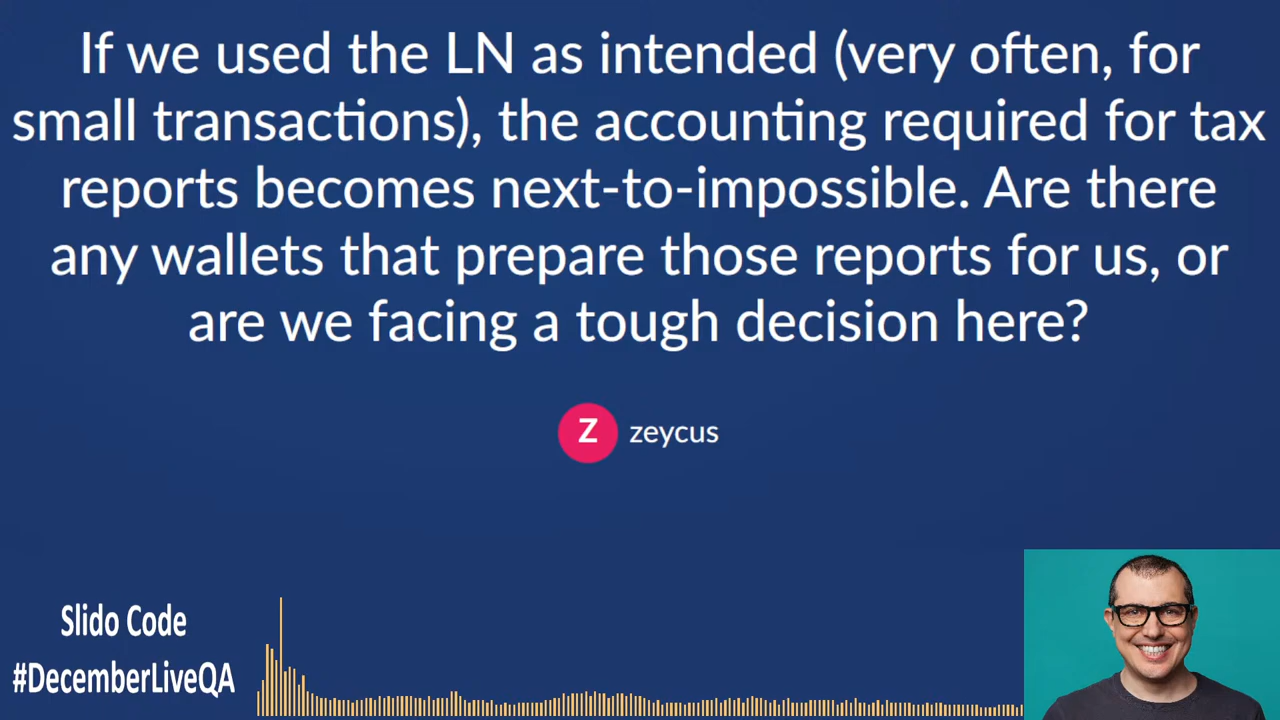 If we used the LN as intended (very often, for
small transactions), the accounting required for tax
reports becomes next-to-impossible. Are there
any wallets that prepare those reports for us, or
are we facing a tough decision here?
Z zeycus
Slido Code
#DecemberLiveQA